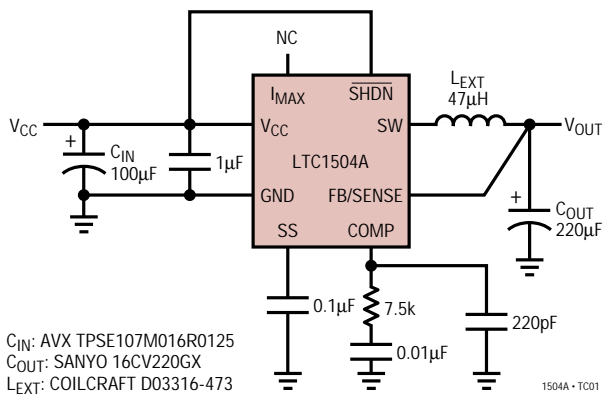 NC
L_EXT
47µH
I_MAX
SHDN
V_CC
V_CC
SW
V_OUT
+
C_IN
100µF
1µF
LTC1504A
GND
FB/SENSE
+
C_OUT
220µF
SS
COMP
0.1µF
7.5k
220pF
0.01µF
C_IN: AVX TPSE107M016R0125
C_OUT: SANYO 16CV220GX
L_EXT: COILCRAFT D03316-473
1504A • TC01